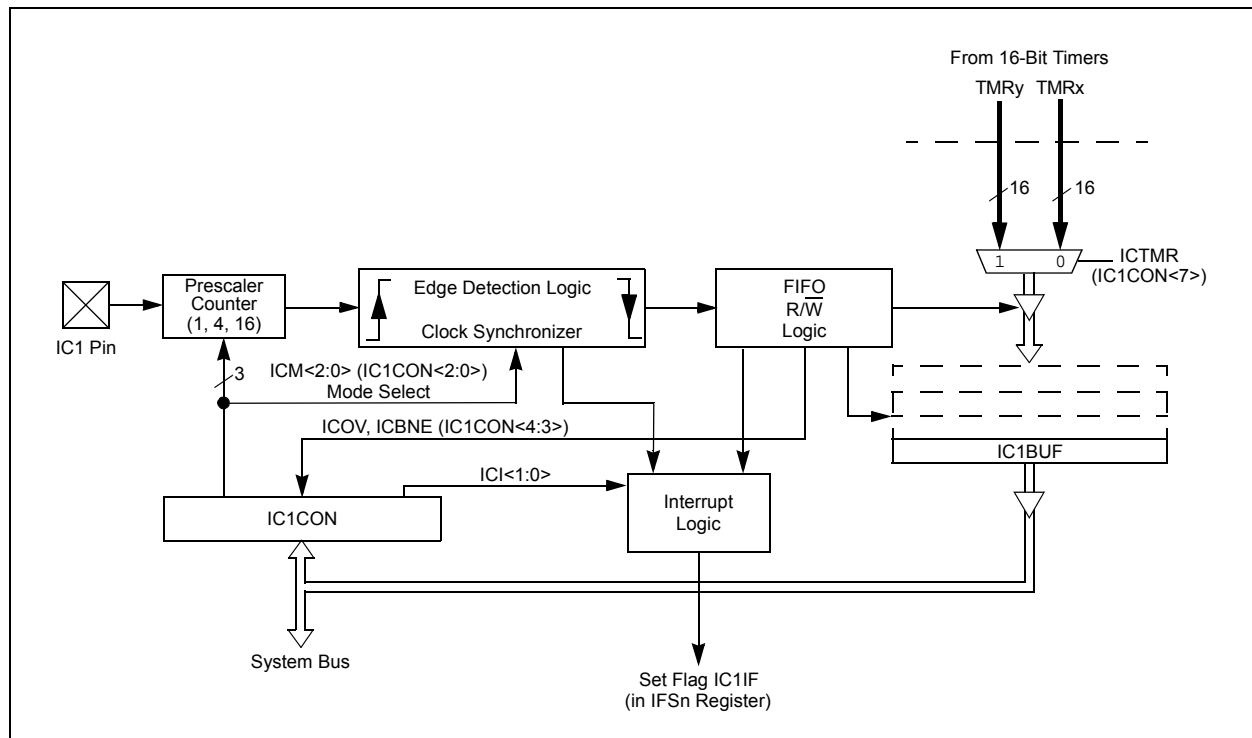 From 16-Bit Timers
TMRy TMRx
16 16
1 0
ICTMR
(IC1CON<7>)
Prescaler
Counter
(1, 4, 16)
Edge Detection Logic
Clock Synchronizer
FIFO
R/W̅
Logic
IC1 Pin
3
ICM<2:0> (IC1CON<2:0>)
Mode Select
ICOV, ICBNE (IC1CON<4:3>)
IC1BUF
ICI<1:0>
IC1CON
Interrupt
Logic
System Bus
Set Flag IC1IF
(in IFSn Register)